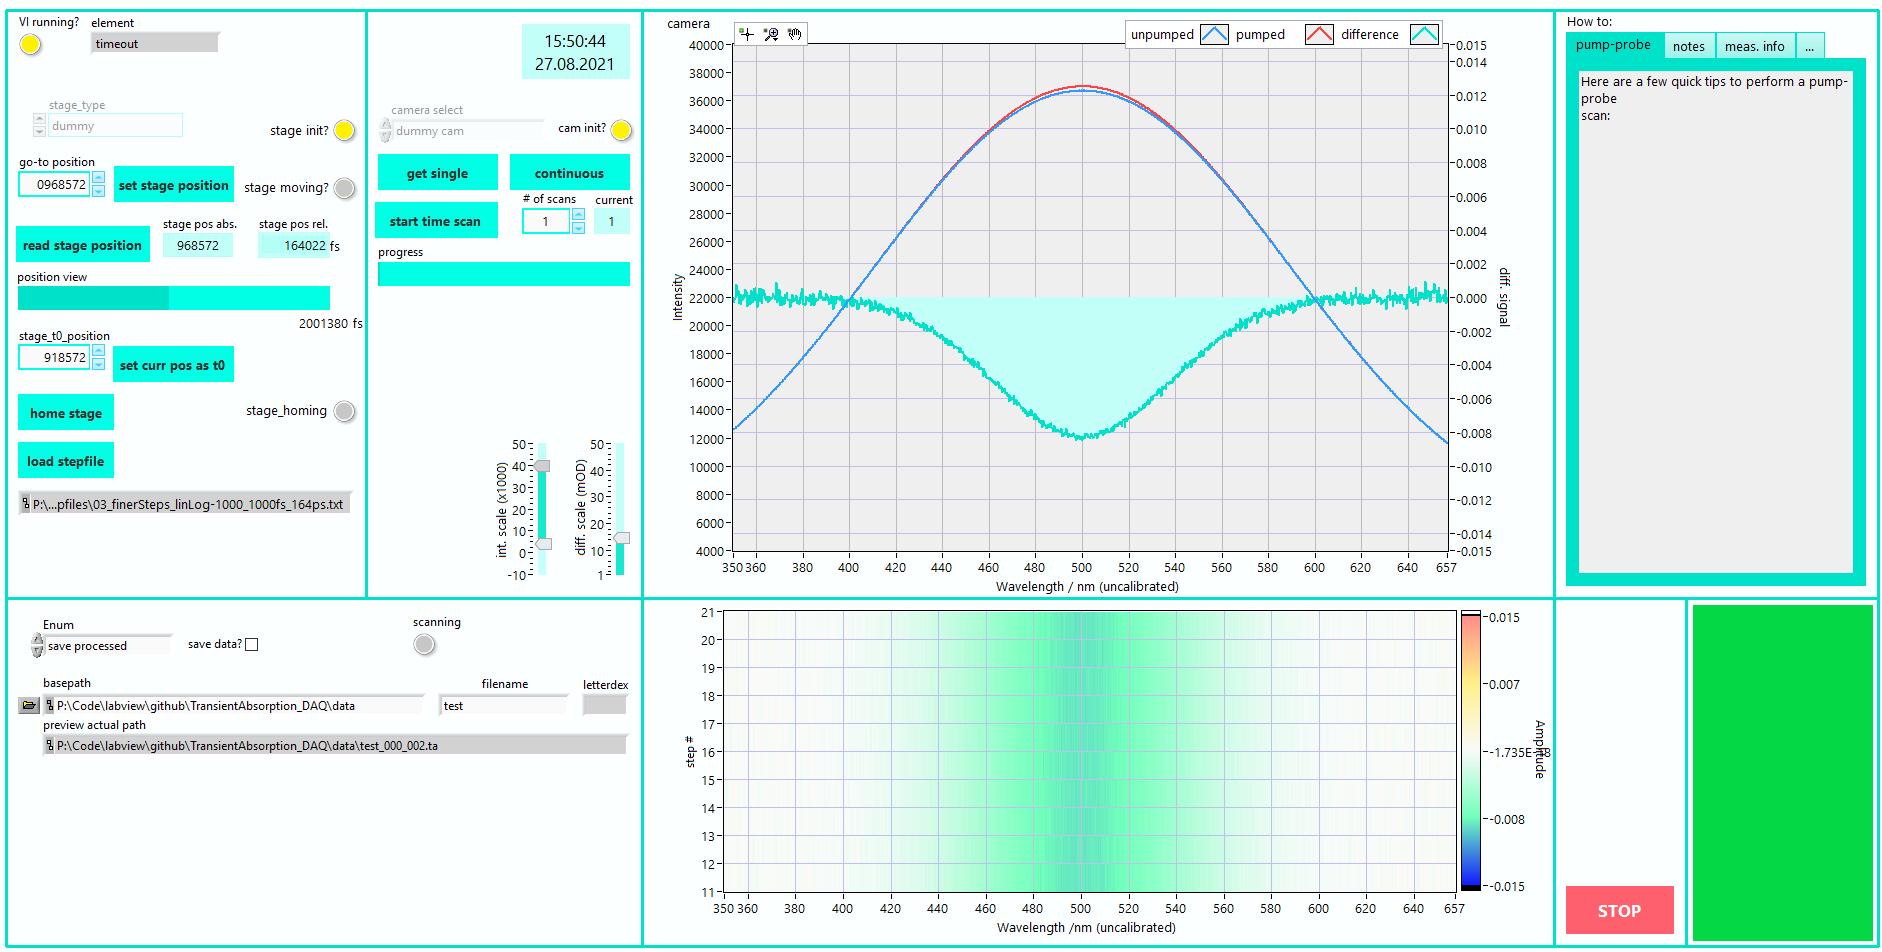 VI running?
element
timeout
stage_type
dummy
stage init?
go-to position
0968572
set stage position
stage moving?
read stage position
stage pos abs.
968572
stage pos rel.
164022 fs
position view
2001380 fs
stage_t0_position
918572
set curr pos as t0
home stage
stage_homing
load stepfile
P:\...pfiles\03_finerSteps_linLog-1000_1000fs_164ps.txt
15:50:44
27.08.2021
camera select
dummy cam
cam init?
get single
continuous
start time scan
# of scans
1
current
1
progress
int. scale (x1000)
50
40
30
20
10
0
-10
diff. scale (mOD)
50
40
30
20
10
1
camera
unpumped
pumped
difference
Intensity
40000
38000
36000
34000
32000
30000
28000
26000
24000
22000
20000
18000
16000
14000
12000
10000
8000
6000
4000
0.015
0.014
0.012
0.010
0.008
0.006
0.004
0.002
0.000
-0.002
-0.004
-0.006
-0.008
-0.010
-0.012
-0.014
-0.015
diff. signal
350 360 380 400 420 440 460 480 500 520 540 560 580 600 620 640 657
Wavelength / nm (uncalibrated)
How to:
pump-probe
notes
meas. info
...
Here are a few quick tips to perform a pump-
probe
scan:
Enum
save processed
save data?
scanning
basepath
P:\Code\labview\github\TransientAbsorption_DAQ\data
filename
test
letterdex
preview actual path
P:\Code\labview\github\TransientAbsorption_DAQ\data\test_000_002.ta
step #
21
20
19
18
17
16
15
14
13
12
11
350 360 380 400 420 440 460 480 500 520 540 560 580 600 620 640 657
Wavelength /nm (uncalibrated)
0.015
0.007
-0.008
-0.015
Amplitude
STOP